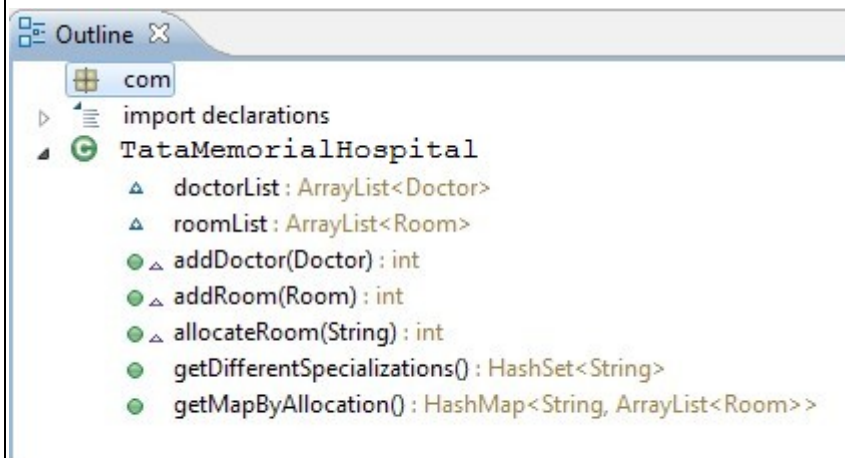 Outline
com
import declarations
TataMemorialHospital
doctorList : ArrayList<Doctor>
roomList : ArrayList<Room>
addDoctor(Doctor) : int
addRoom(Room) : int
allocateRoom(String) : int
getDifferentSpecializations() : HashSet<String>
getMapByAllocation() : HashMap<String, ArrayList<Room>>